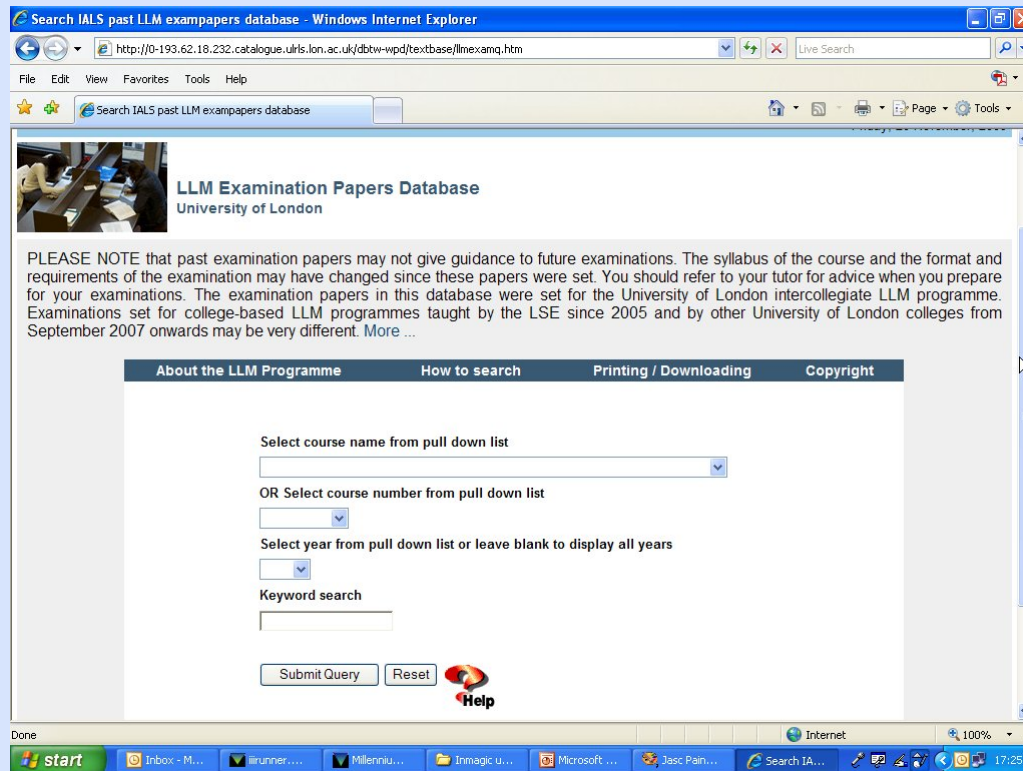 Search IALS past LLM exampapers database - Windows Internet Explorer
http://0-193.62.18.232.catalogue.ulrls.lon.ac.uk/dbtw-wpd/textbase/llmexamq.htm
Live Search
File Edit View Favorites Tools Help
Search IALS past LLM exampapers database
Page Tools
LLM Examination Papers Database
University of London
PLEASE NOTE that past examination papers may not give guidance to future examinations. The syllabus of the course and the format and
requirements of the examination may have changed since these papers were set. You should refer to your tutor for advice when you prepare
for your examinations. The examination papers in this database were set for the University of London intercollegiate LLM programme.
Examinations set for college-based LLM programmes taught by the LSE since 2005 and by other University of London colleges from
September 2007 onwards may be very different. More ...
About the LLM Programme How to search Printing / Downloading Copyright
Select course name from pull down list
OR Select course number from pull down list
Select year from pull down list or leave blank to display all years
Keyword search
Submit Query Reset
Help
Done Internet 100%
start Inbox - M... iiirunner.... Millenniu... Inmagic u... Microsoft ... Jasc Pain... Search IA... 17:25